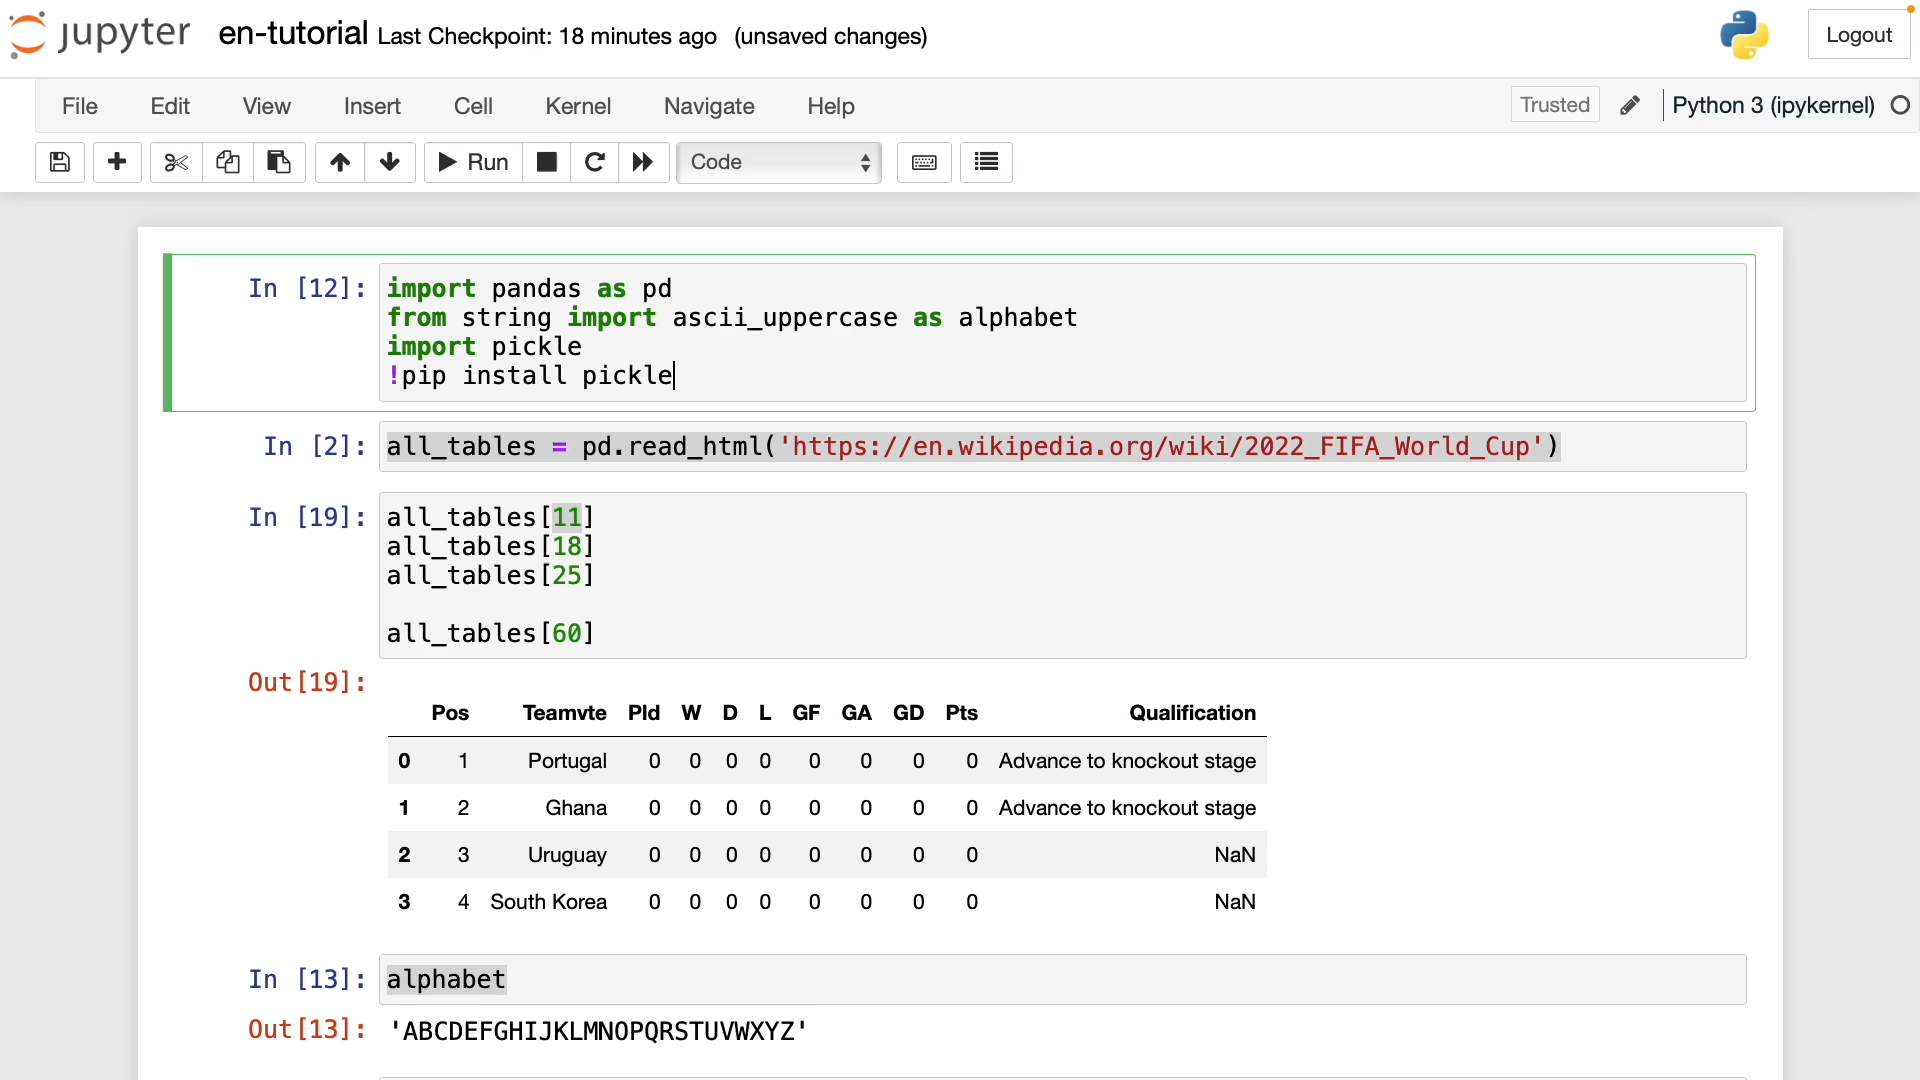 jupyter en-tutorial Last Checkpoint: 18 minutes ago (unsaved changes) Logout
File Edit View Insert Cell Kernel Navigate Help Trusted Python 3 (ipykernel)
Run Code
In [12]: import pandas as pd
from string import ascii_uppercase as alphabet
import pickle
!pip install pickle
In [2]: all_tables = pd.read_html('https://en.wikipedia.org/wiki/2022_FIFA_World_Cup')
In [19]: all_tables[11]
all_tables[18]
all_tables[25]
all_tables[60]
Out[19]:
Pos Teamvte Pld W D L GF GA GD Pts Qualification
0 1 Portugal 0 0 0 0 0 0 0 0 Advance to knockout stage
1 2 Ghana 0 0 0 0 0 0 0 0 Advance to knockout stage
2 3 Uruguay 0 0 0 0 0 0 0 0 NaN
3 4 South Korea 0 0 0 0 0 0 0 0 NaN
In [13]: alphabet
Out[13]: 'ABCDEFGHIJKLMNOPQRSTUVWXYZ'